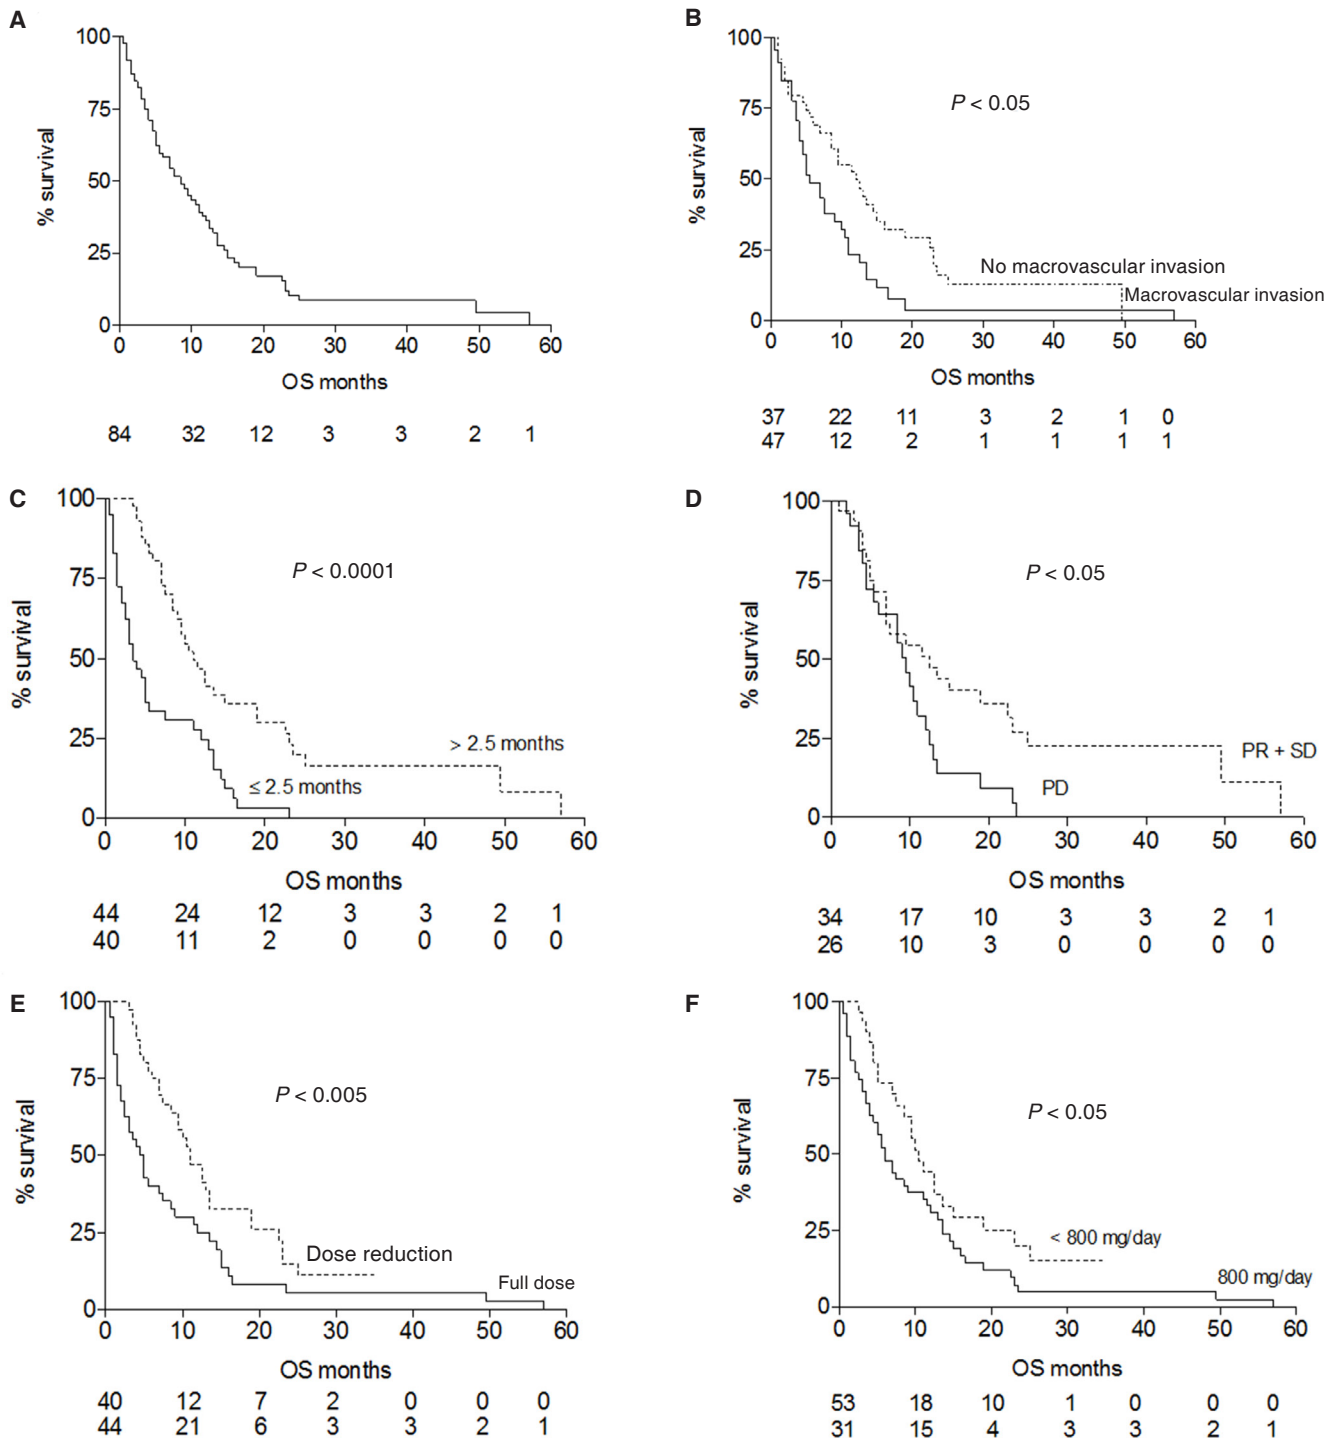 A
100
75
50
25
0
% survival
0 10 20 30 40 50 60
OS months
84 32 12 3 3 2 1
B
100
75
50
25
0
% survival
P < 0.05
No macrovascular invasion
Macrovascular invasion
0 10 20 30 40 50 60
OS months
37 22 11 3 2 1 0
47 12 2 1 1 1 1
C
100
75
50
25
0
% survival
P < 0.0001
> 2.5 months
≤ 2.5 months
0 10 20 30 40 50 60
OS months
44 24 12 3 3 2 1
40 11 2 0 0 0 0
D
100
75
50
25
0
% survival
P < 0.05
PR + SD
PD
0 10 20 30 40 50 60
OS months
34 17 10 3 3 2 1
26 10 3 0 0 0 0
E
100
75
50
25
0
% survival
P < 0.005
Dose reduction
Full dose
0 10 20 30 40 50 60
OS months
40 12 7 2 0 0 0
44 21 6 3 3 2 1
F
100
75
50
25
0
% survival
P < 0.05
< 800 mg/day
800 mg/day
0 10 20 30 40 50 60
OS months
53 18 10 1 0 0 0
31 15 4 3 3 2 1